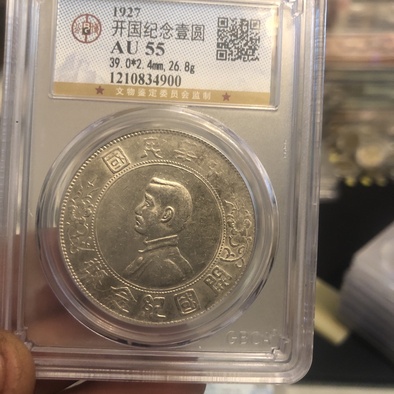 1927
开国纪念壹圆
AU 55
39.0*2.4mm,26.8g
1210834900
★ 文物鉴定委员会监制 ★
中華民國
開國紀念幣